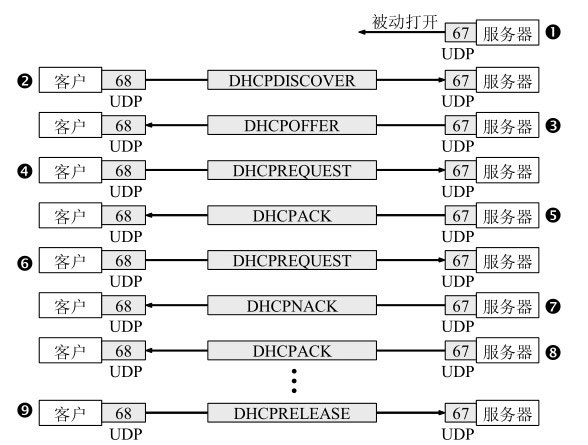 被动打开 67 服务器 ❶
UDP
❷ 客户 68 DHCPDISCOVER 67 服务器
UDP UDP
客户 68 DHCPOFFER 67 服务器 ❸
UDP UDP
❹ 客户 68 DHCPREQUEST 67 服务器
UDP UDP
客户 68 DHCPACK 67 服务器 ❺
UDP UDP
❻ 客户 68 DHCPREQUEST 67 服务器
UDP UDP
客户 68 DHCPNACK 67 服务器 ❼
UDP UDP
客户 68 DHCPACK 67 服务器 ❽
UDP UDP
❾ 客户 68 DHCPRELEASE 67 服务器
UDP UDP